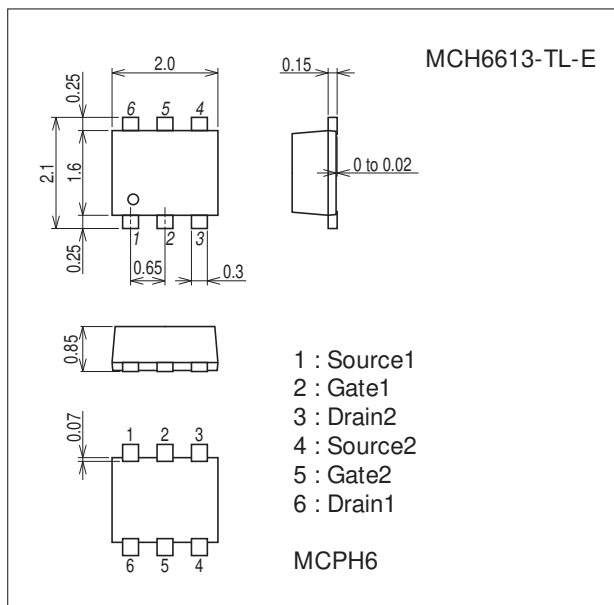 MCH6613-TL-E
2.0
0.15
0.25
6 5 4
2.1
1.6
0 to 0.02
1 2 3
0.25
0.65
0.3
0.85
1 : Source1
2 : Gate1
3 : Drain2
4 : Source2
5 : Gate2
6 : Drain1
0.07
1 2 3
6 5 4
MCPH6